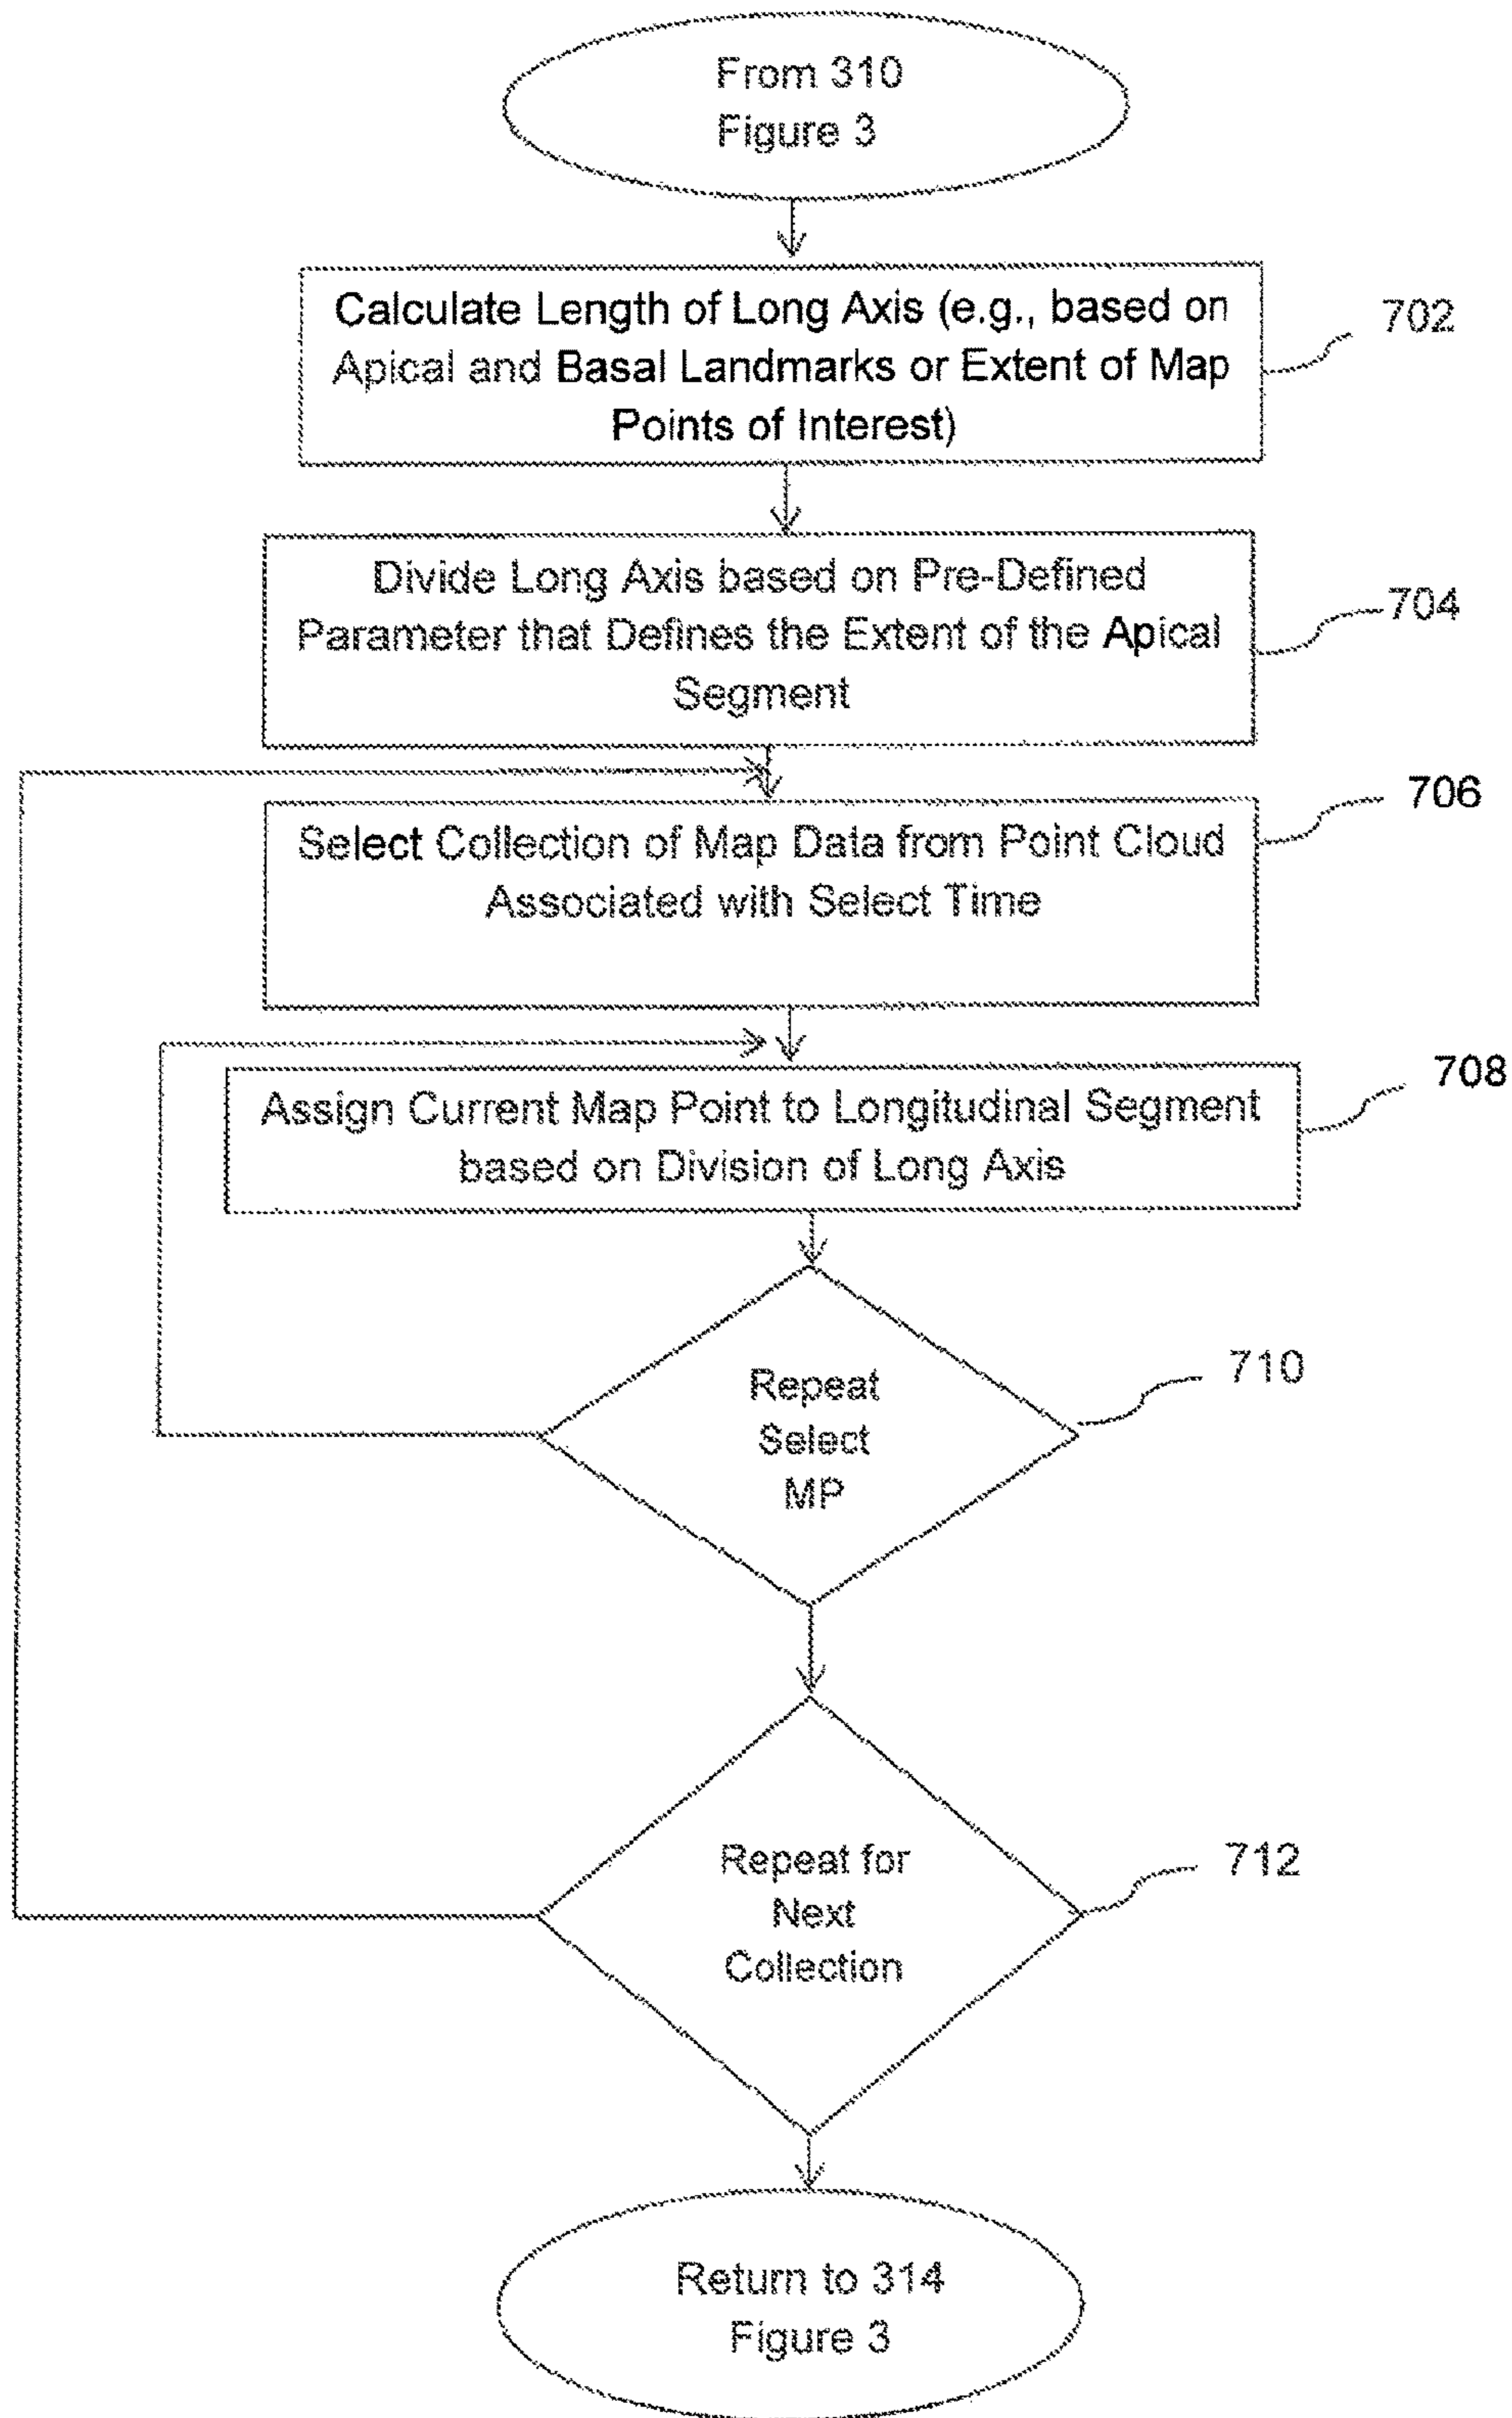 From 310
Figure 3
Calculate Length of Long Axis (e.g., based on
Apical and Basal Landmarks or Extent of Map
Points of Interest)
702
Divide Long Axis based on Pre-Defined
Parameter that Defines the Extent of the Apical
Segment
704
Select Collection of Map Data from Point Cloud
Associated with Select Time
706
Assign Current Map Point to Longitudinal Segment
based on Division of Long Axis
708
Repeat
Select
MP
710
Repeat for
Next
Collection
712
Return to 314
Figure 3